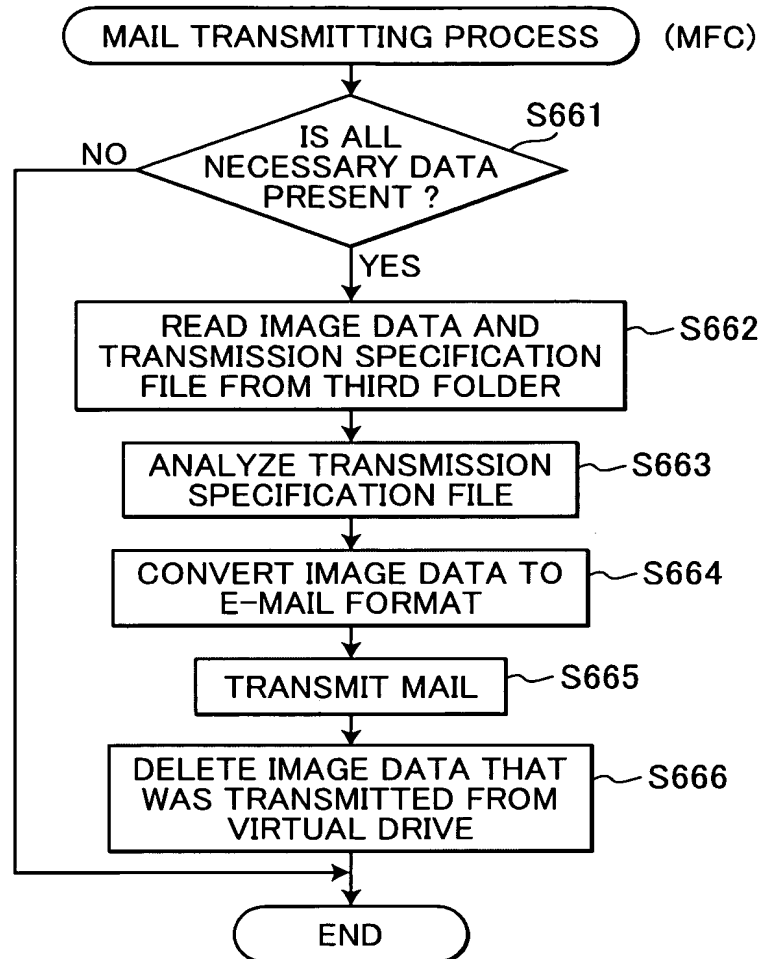 MAIL TRANSMITTING PROCESS (MFC)
S661
IS ALL
NECESSARY DATA
PRESENT ?
NO
YES
READ IMAGE DATA AND
TRANSMISSION SPECIFICATION
FILE FROM THIRD FOLDER
S662
ANALYZE TRANSMISSION
SPECIFICATION FILE
S663
CONVERT IMAGE DATA TO
E-MAIL FORMAT
S664
TRANSMIT MAIL
S665
DELETE IMAGE DATA THAT
WAS TRANSMITTED FROM
VIRTUAL DRIVE
S666
END